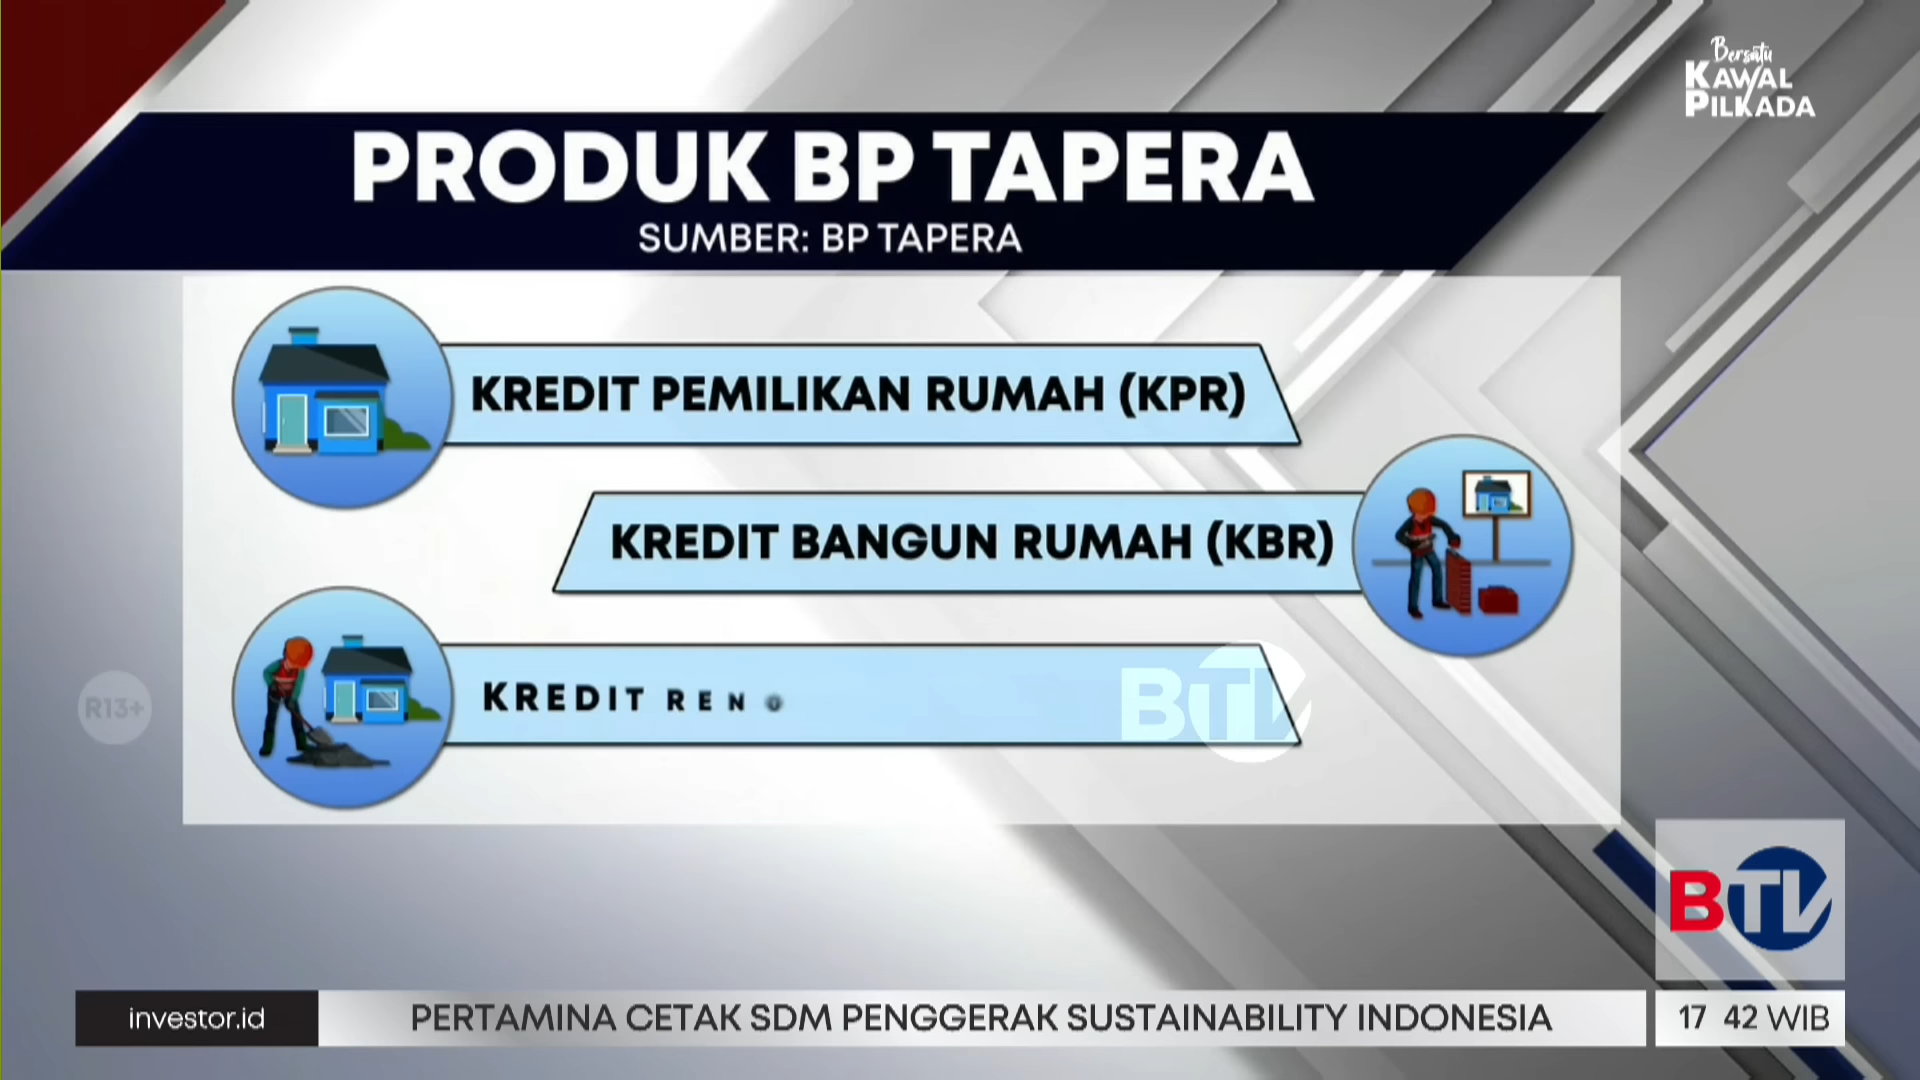 Bersatu
KAWAL
PILKADA
PRODUK BP TAPERA
SUMBER: BP TAPERA
KREDIT PEMILIKAN RUMAH (KPR)
KREDIT BANGUN RUMAH (KBR)
KREDIT RENO
BTV
R13+
BTV
investor.id
PERTAMINA CETAK SDM PENGGERAK SUSTAINABILITY INDONESIA
17 42 WIB